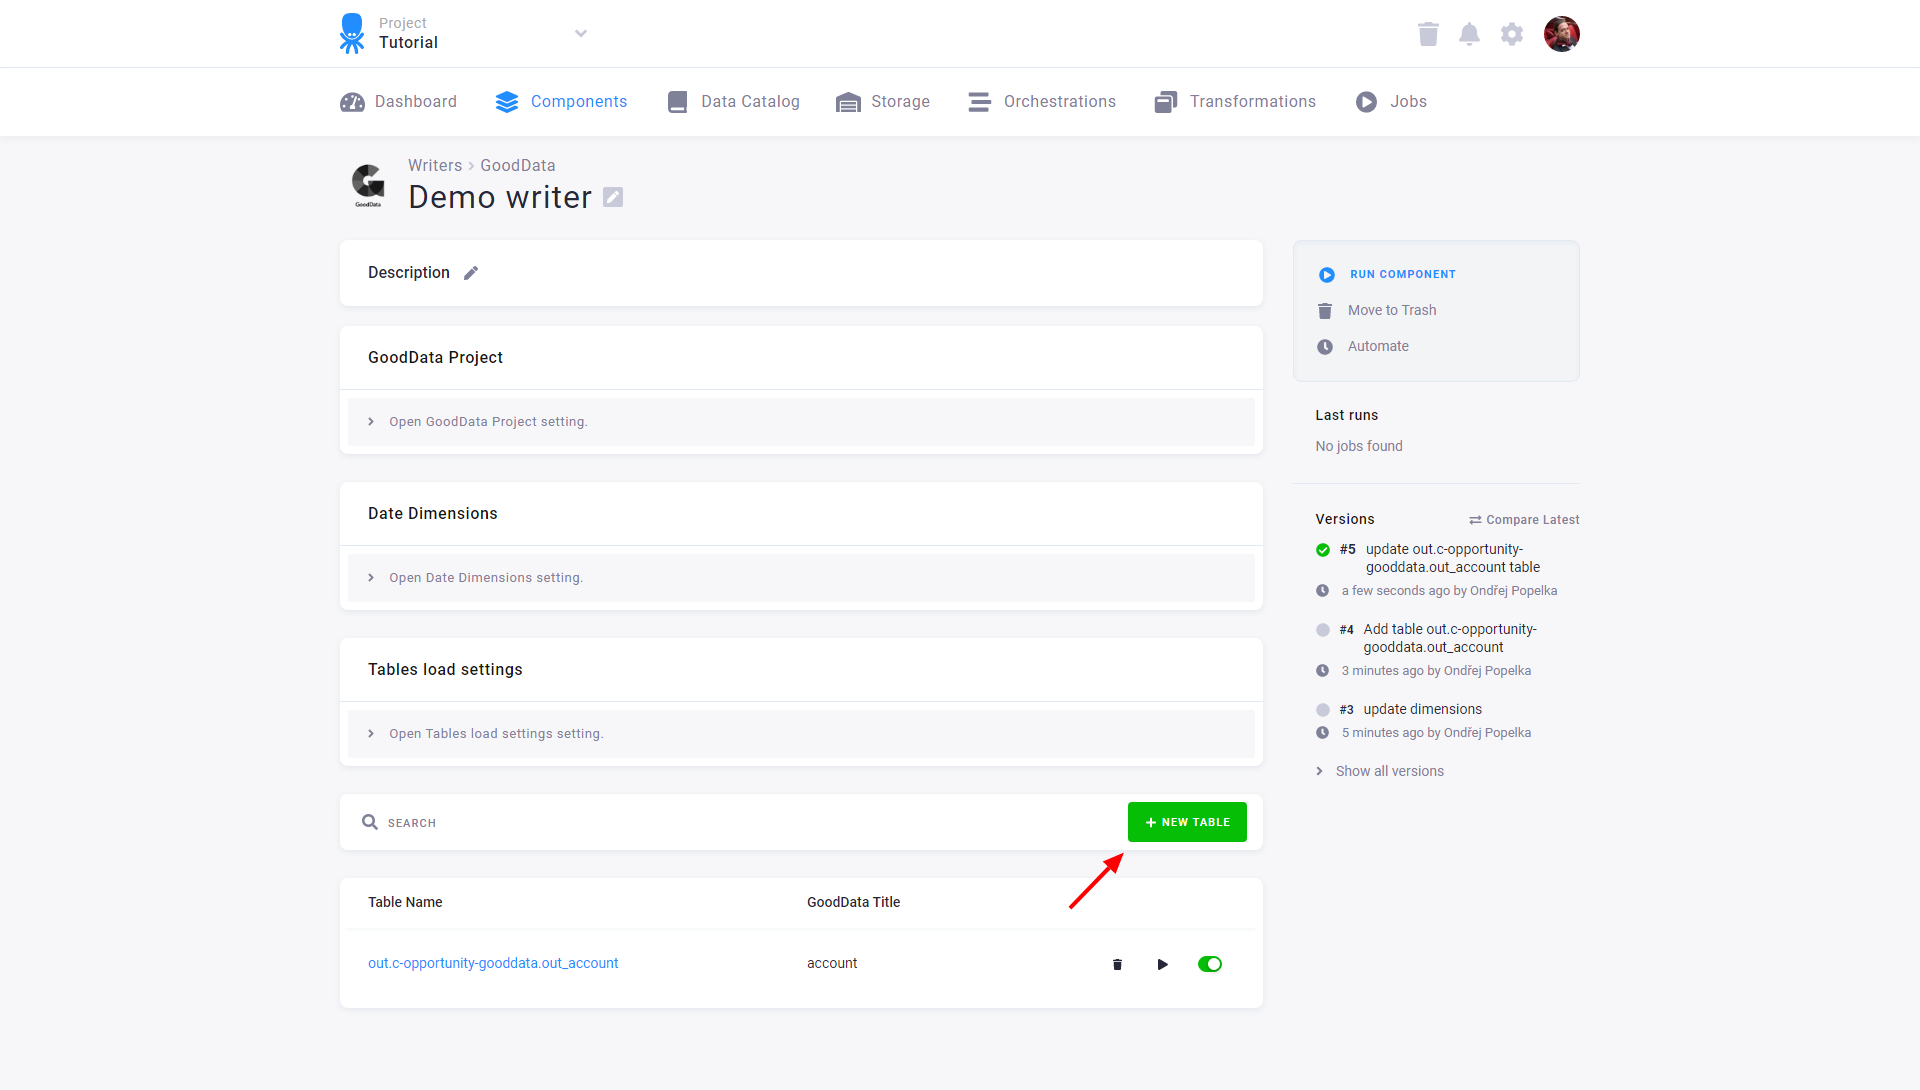 Project
Tutorial
Dashboard
Components
Data Catalog
Storage
Orchestrations
Transformations
Jobs
GoodData
Writers › GoodData
Demo writer
Description
GoodData Project
Open GoodData Project setting.
Date Dimensions
Open Date Dimensions setting.
Tables load settings
Open Tables load settings setting.
SEARCH
+ NEW TABLE
Table Name
GoodData Title
out.c-opportunity-gooddata.out_account
account
RUN COMPONENT
Move to Trash
Automate
Last runs
No jobs found
Versions
Compare Latest
#5 update out.c-opportunity-
gooddata.out_account table
a few seconds ago by Ondřej Popelka
#4 Add table out.c-opportunity-
gooddata.out_account
3 minutes ago by Ondřej Popelka
#3 update dimensions
5 minutes ago by Ondřej Popelka
Show all versions